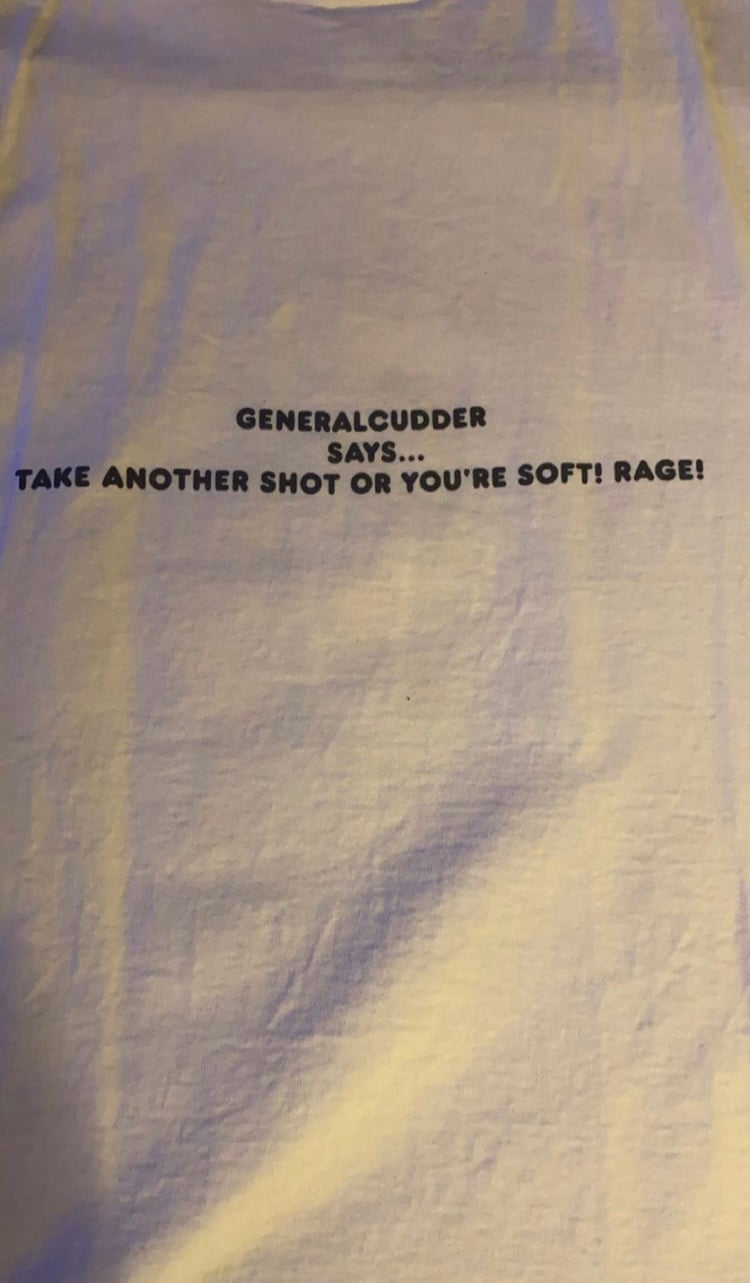 GENERALCUDDER
SAYS...
TAKE ANOTHER SHOT OR YOU'RE SOFT! RAGE!